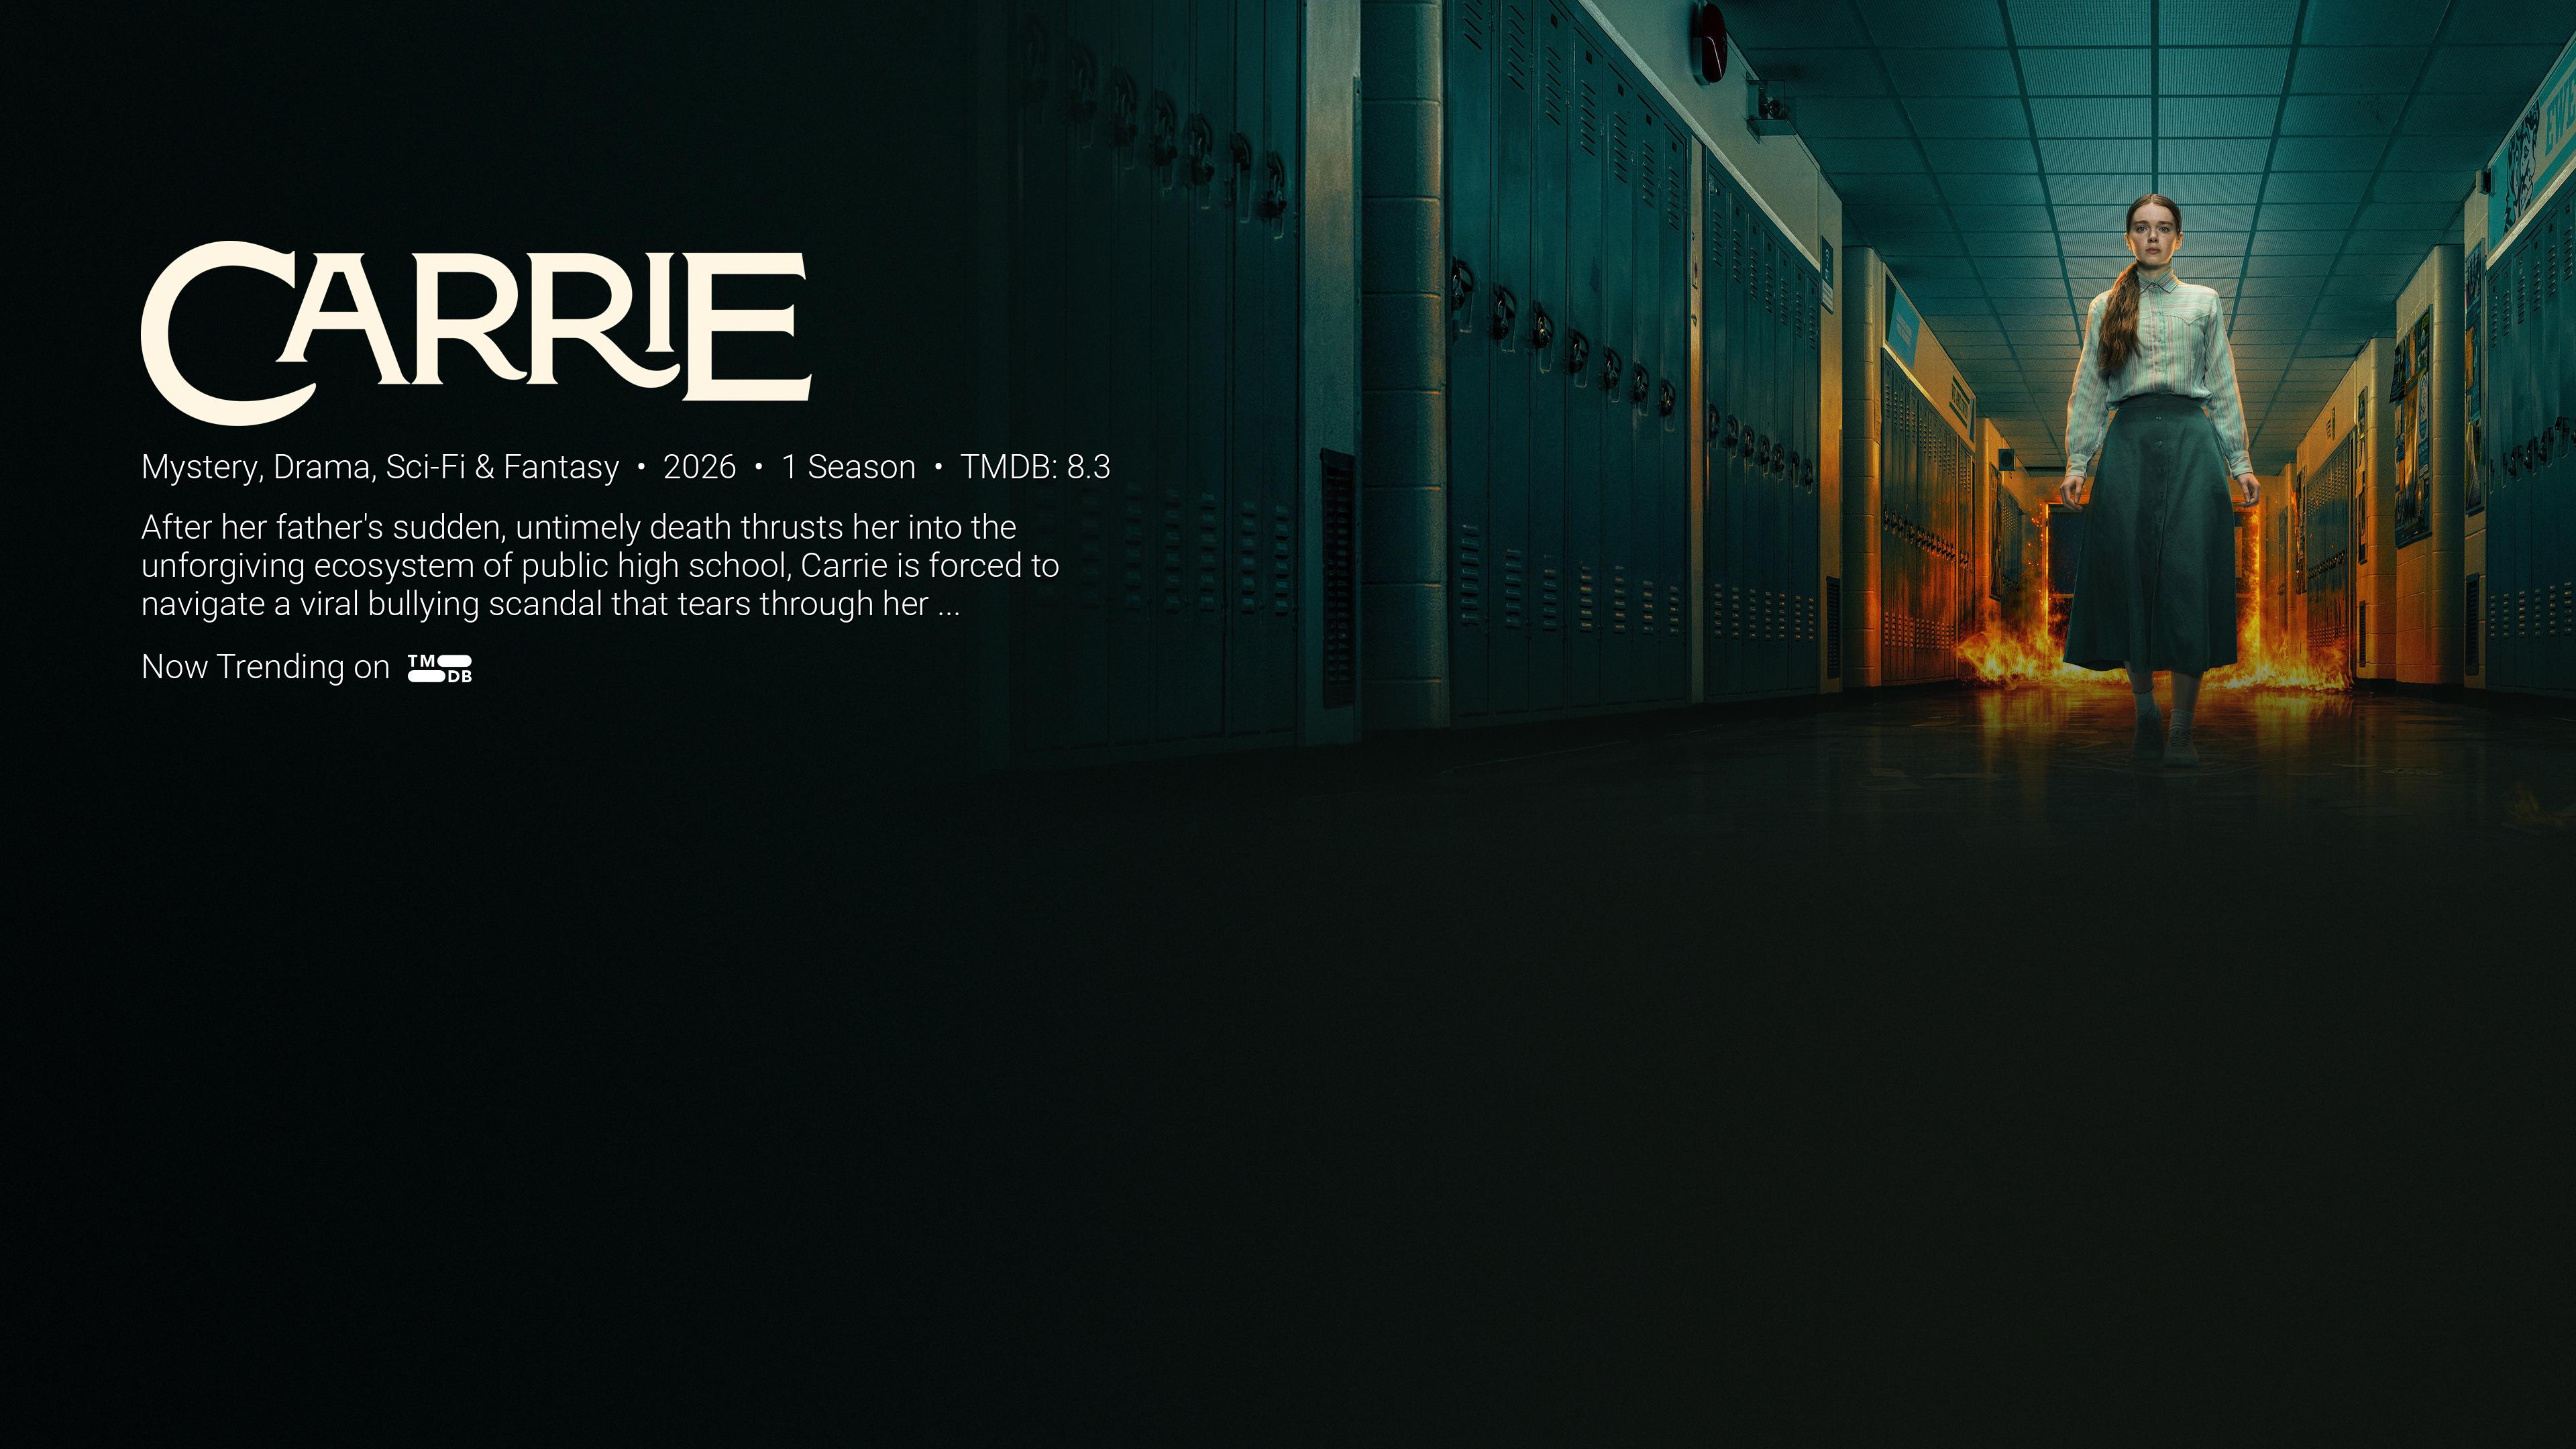 CARRIE
Mystery, Drama, Sci-Fi & Fantasy • 2026 • 1 Season • TMDB: 8.3
After her father's sudden, untimely death thrusts her into the
unforgiving ecosystem of public high school, Carrie is forced to
navigate a viral bullying scandal that tears through her ...
Now Trending on TMDB